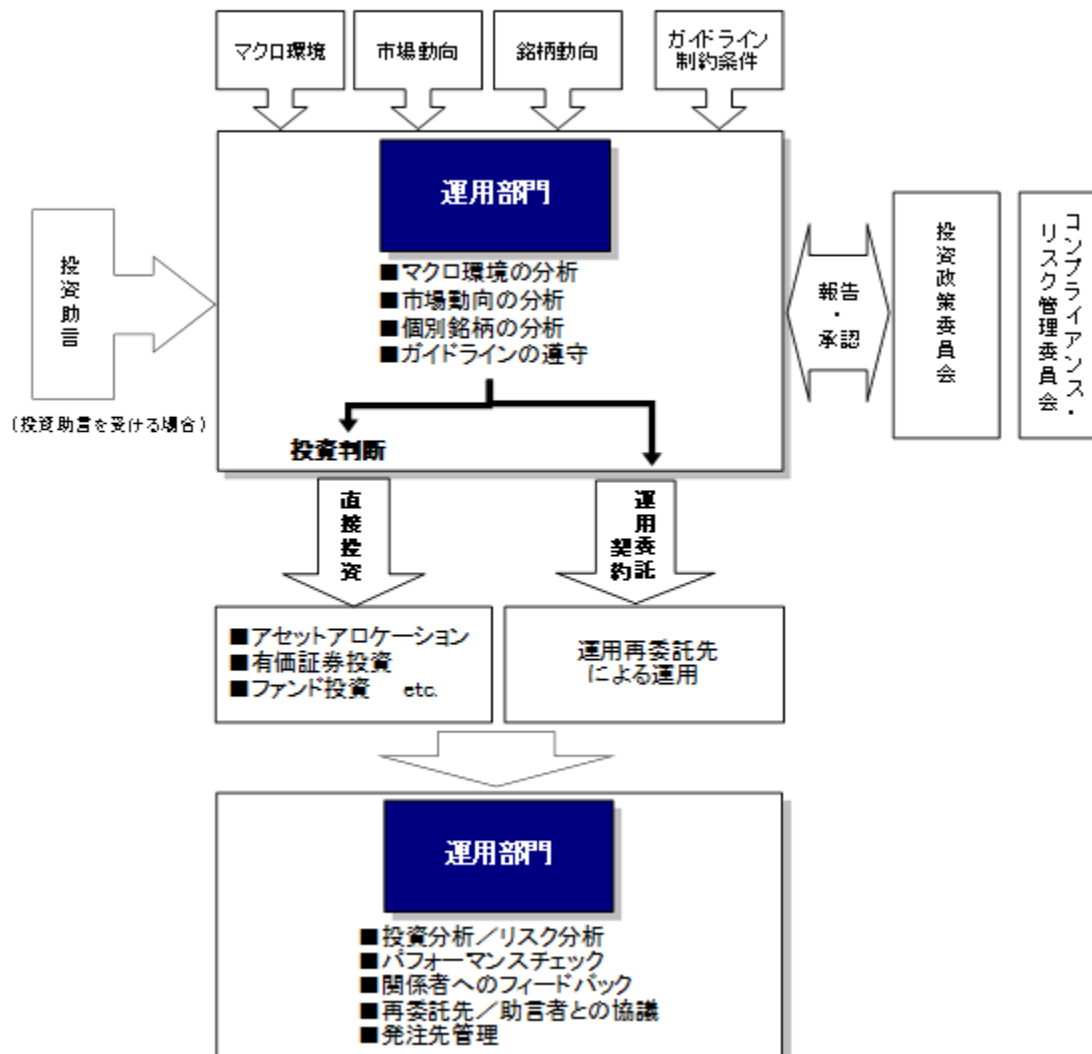 マクロ環境
市場動向
銘柄動向
ガイドライン
制約条件
運用部門
■マクロ環境の分析
■市場動向の分析
■個別銘柄の分析
■ガイドラインの遵守
投資助言
(投資助言を受ける場合)
報告
・
承認
投資政策委員会
コンプライアンス・
リスク管理委員会
投資判断
直接投資
運用委託
契約
■アセットアロケーション
■有価証券投資
■ファンド投資 etc.
運用再委託先
による運用
運用部門
■投資分析/リスク分析
■パフォーマンスチェック
■関係者へのフィードバック
■再委託先/助言者との協議
■発注先管理